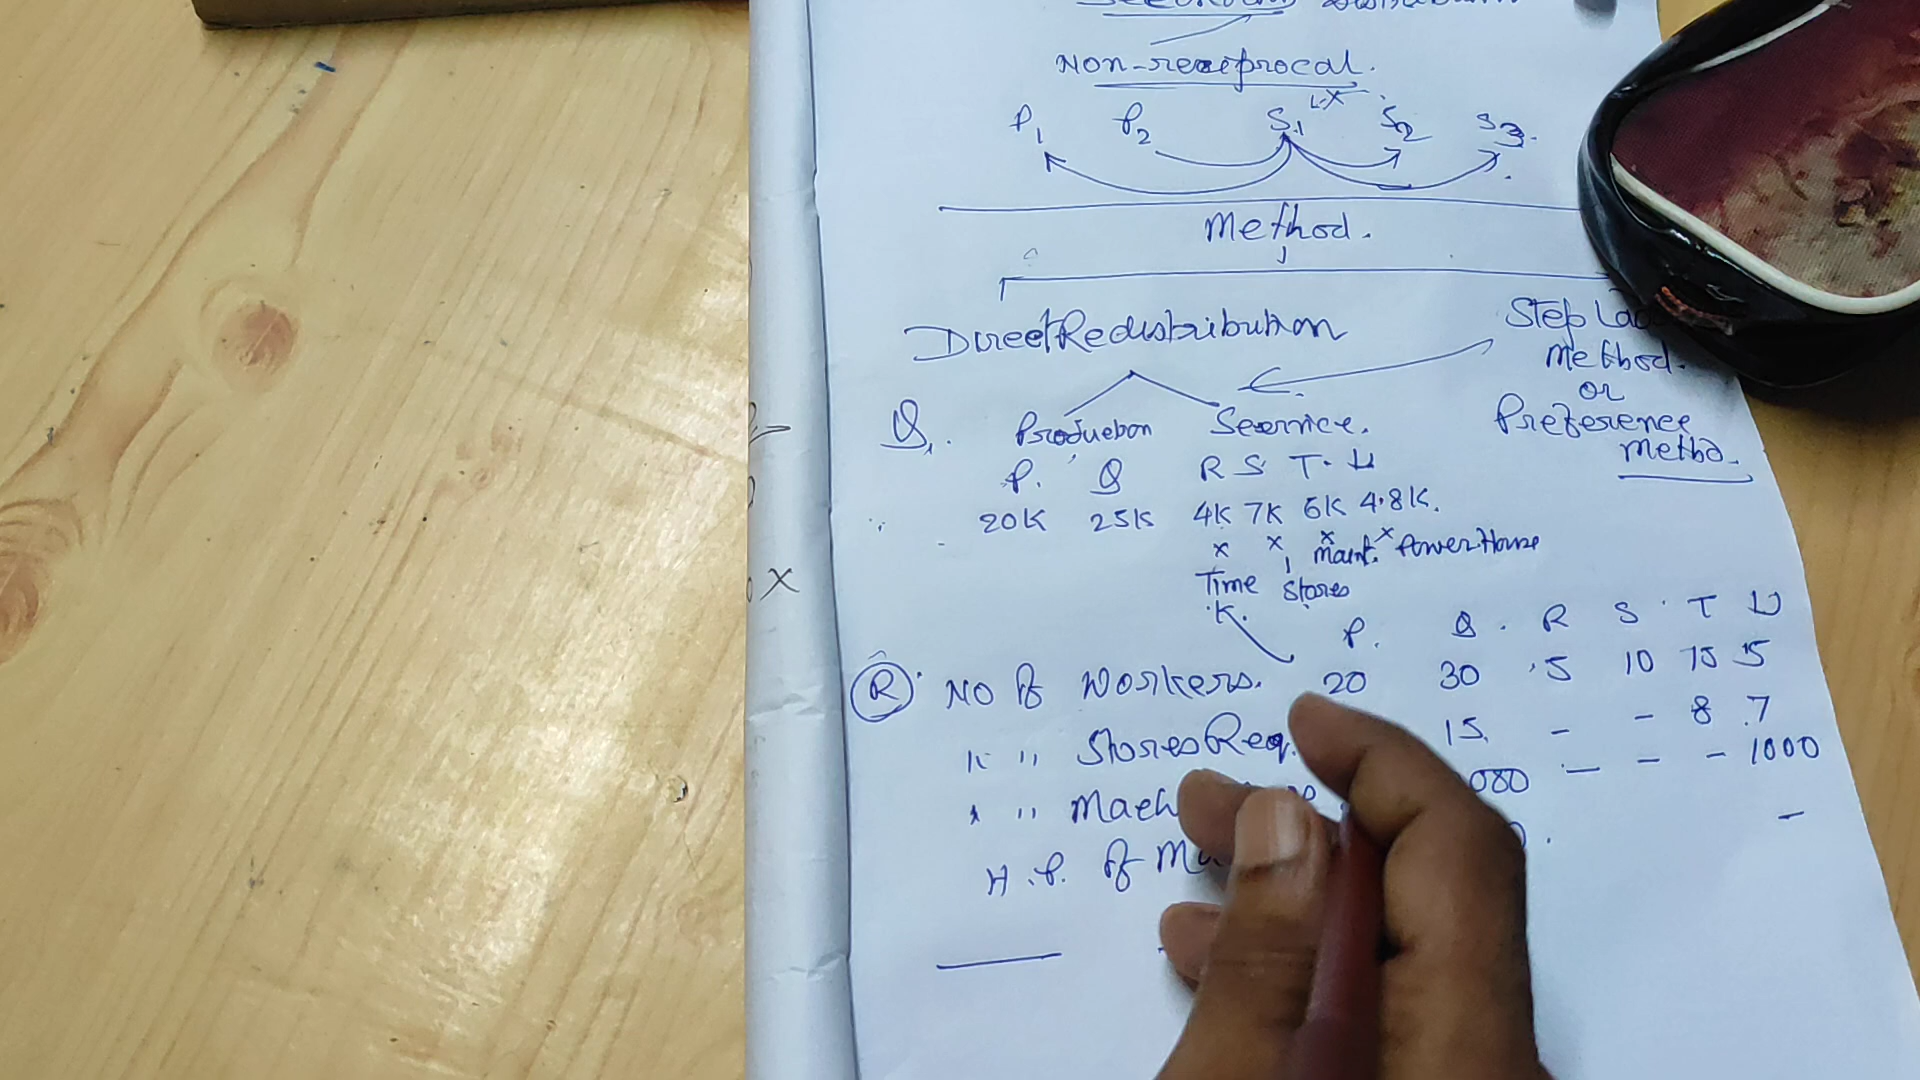 Non-reciprocal.
P1 P2 S1 S2 S3.
Method.
Direct Redistribution
Step
Method.
or
Preference
Metho.
Q1. Production Service.
P. Q R S T. U
20K 25K 4K 7K 6K 4.8K.
x x x x
Maint. Power House
Time Stores
K.
P. Q. R S T U
R No of Workers. 20 30 5 10 15 5
" " Stores Req. 15 - - 8 7
" " - - - 1000
H.P. of -